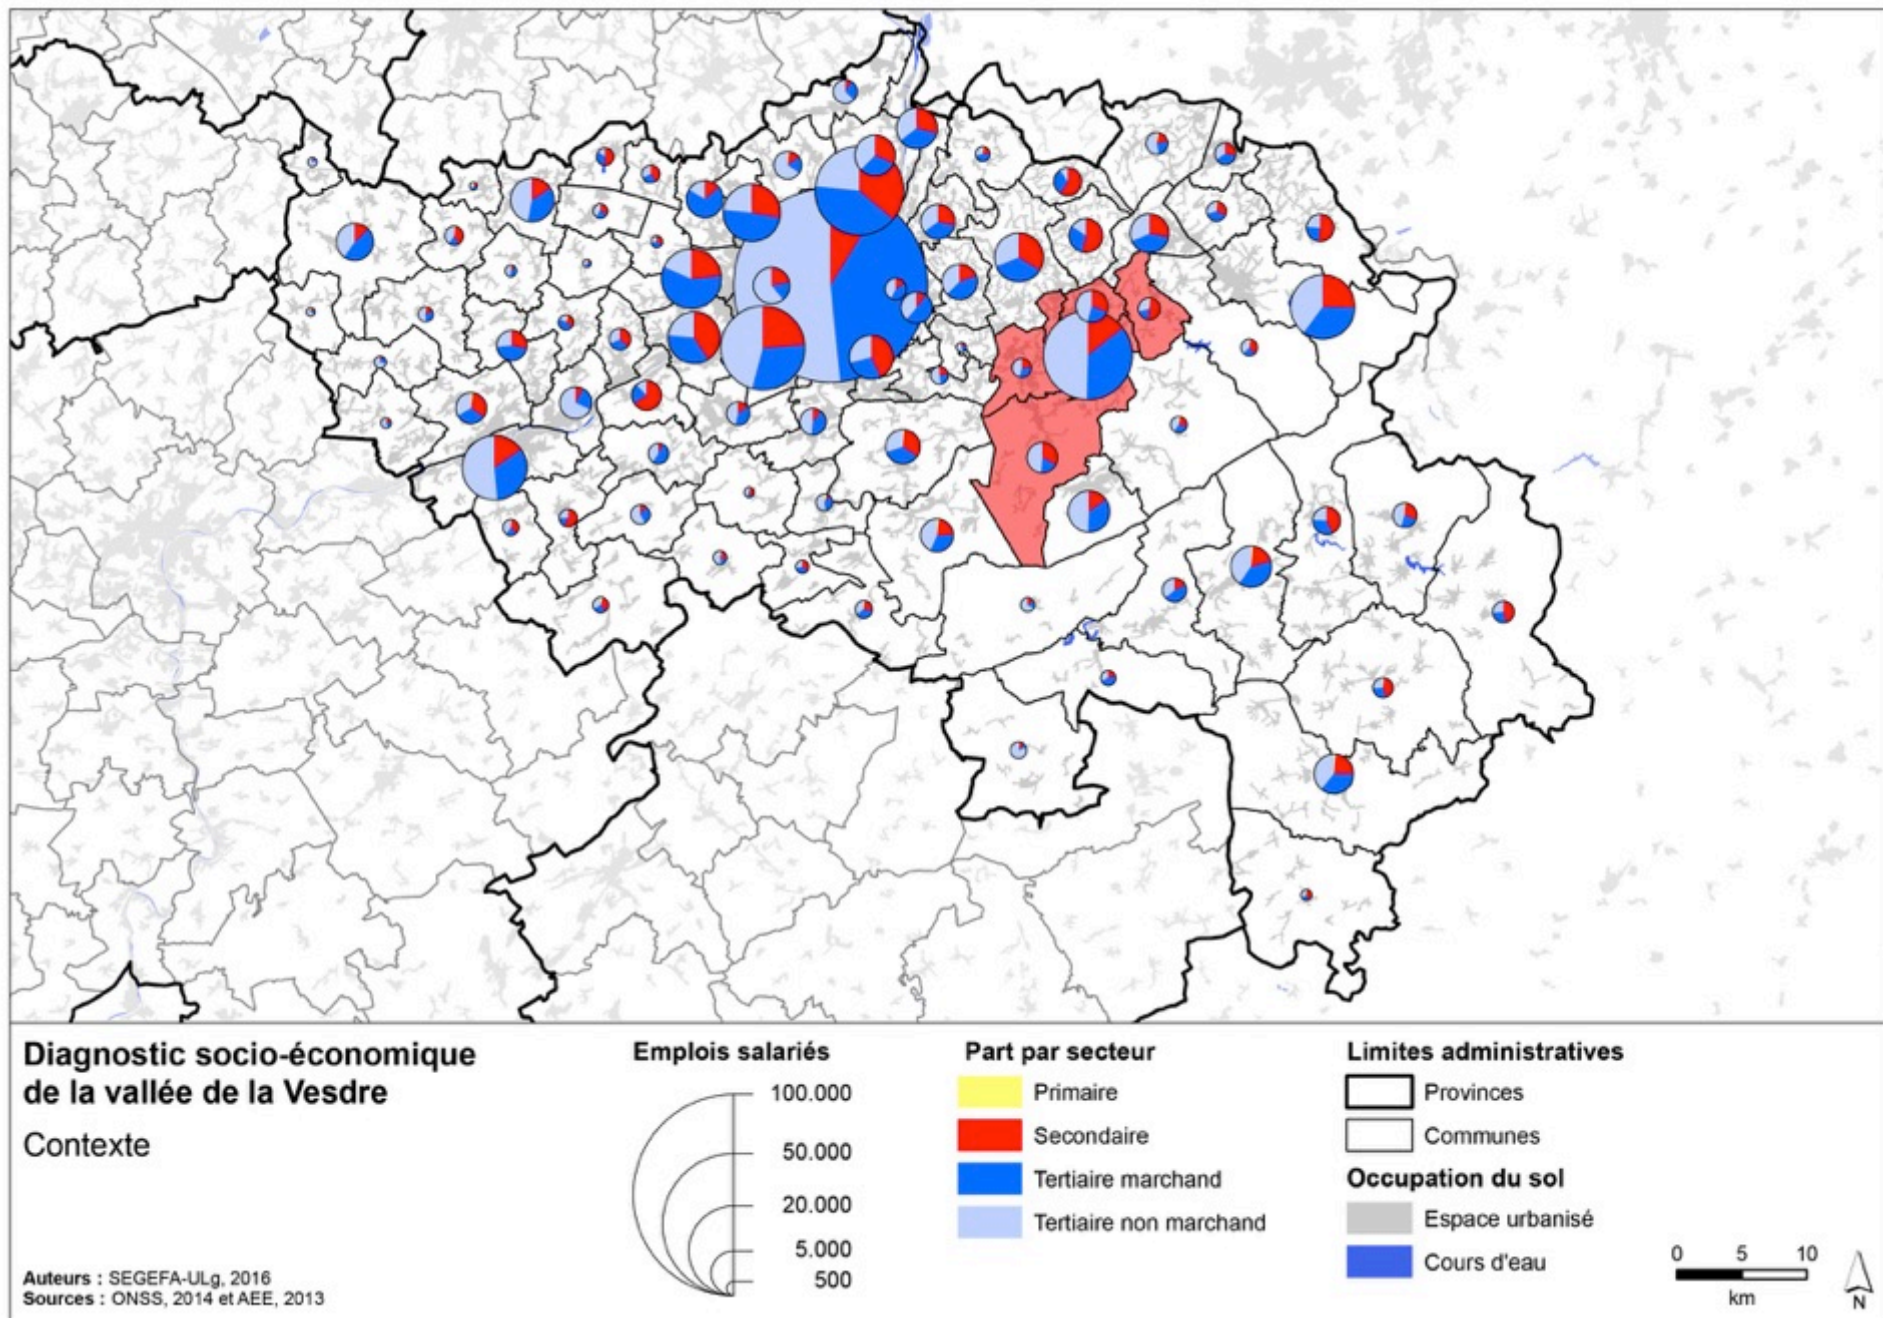 Diagnostic socio-économique
de la vallée de la Vesdre
Contexte
Auteurs : SEGEFA-ULg, 2016
Sources : ONSS, 2014 et AEE, 2013
Emplois salariés
100.000
50.000
20.000
5.000
500
Part par secteur
Primaire
Secondaire
Tertiaire marchand
Tertiaire non marchand
Limites administratives
Provinces
Communes
Occupation du sol
Espace urbanisé
Cours d'eau
0 5 10
km
N